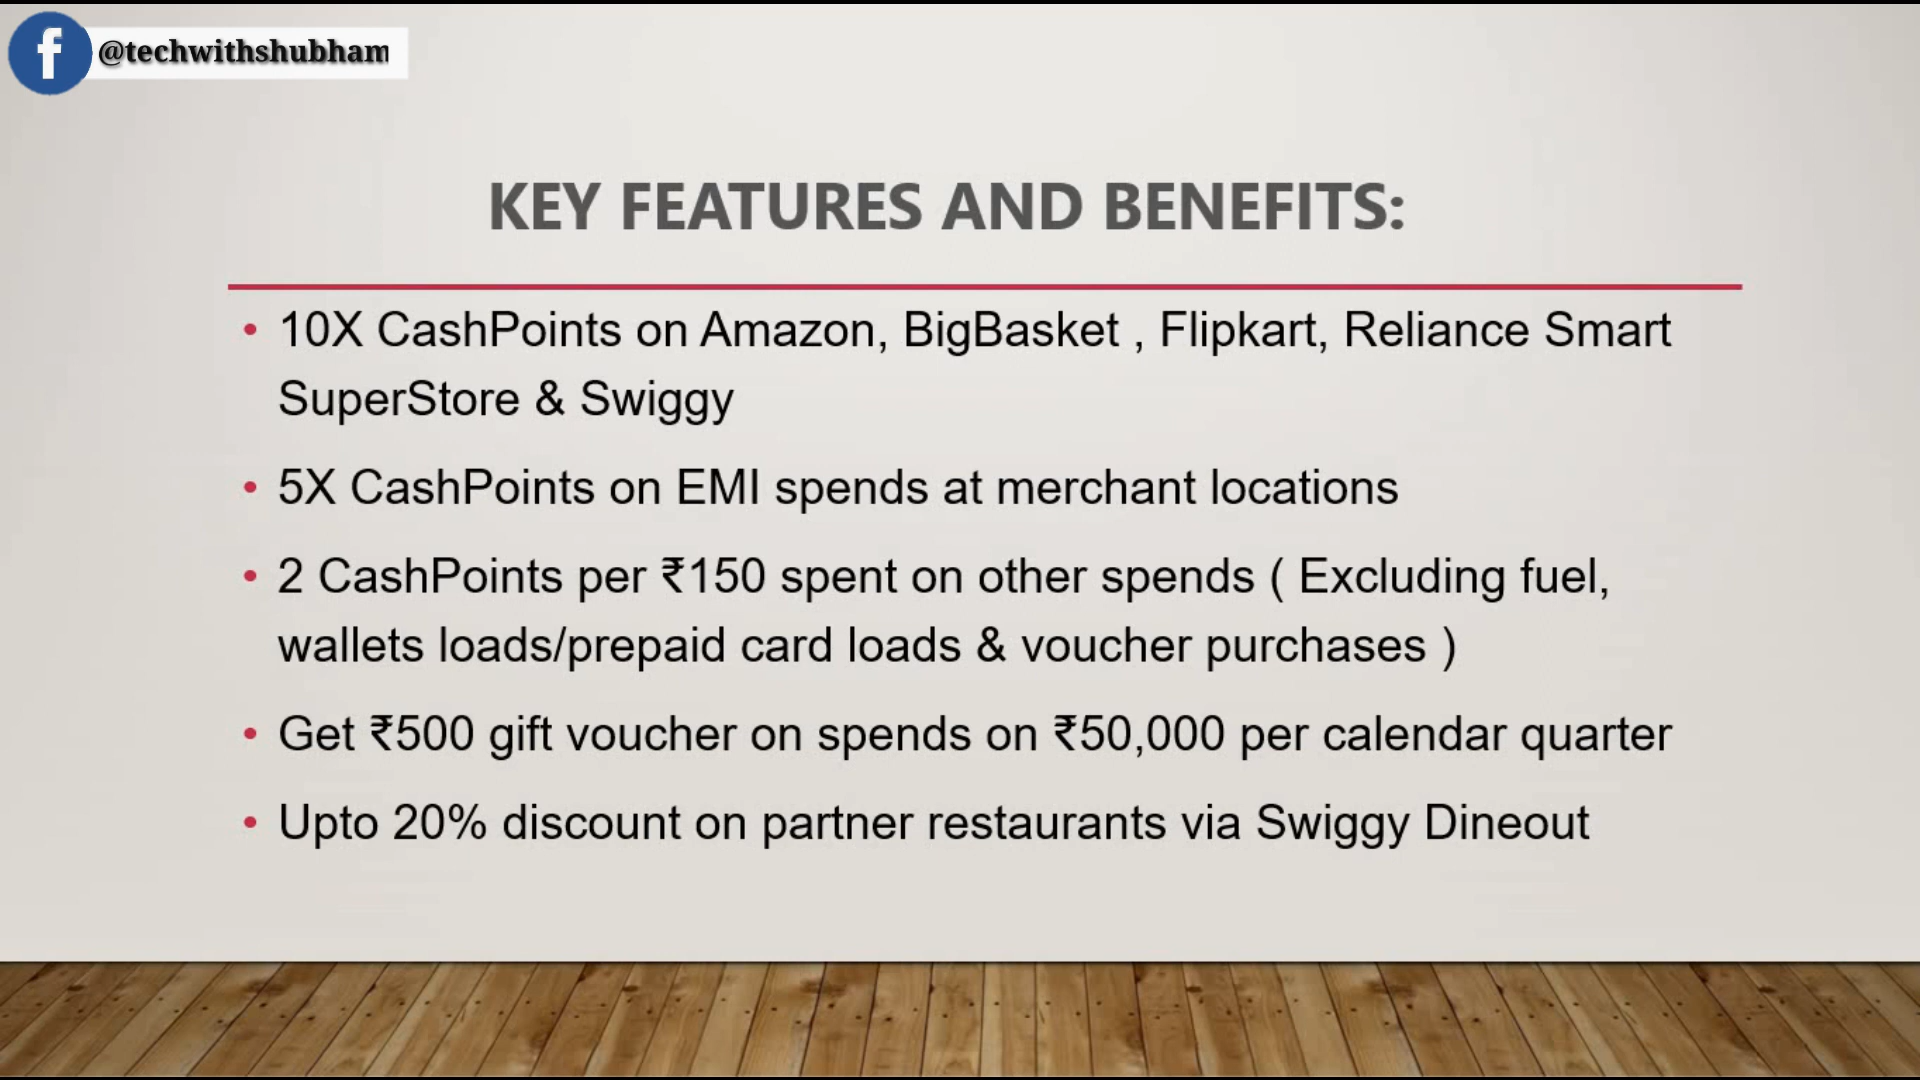 f @techwithshubham
KEY FEATURES AND BENEFITS:
• 10X CashPoints on Amazon, BigBasket , Flipkart, Reliance Smart
SuperStore & Swiggy
• 5X CashPoints on EMI spends at merchant locations
• 2 CashPoints per ₹150 spent on other spends ( Excluding fuel,
wallets loads/prepaid card loads & voucher purchases )
• Get ₹500 gift voucher on spends on ₹50,000 per calendar quarter
• Upto 20% discount on partner restaurants via Swiggy Dineout